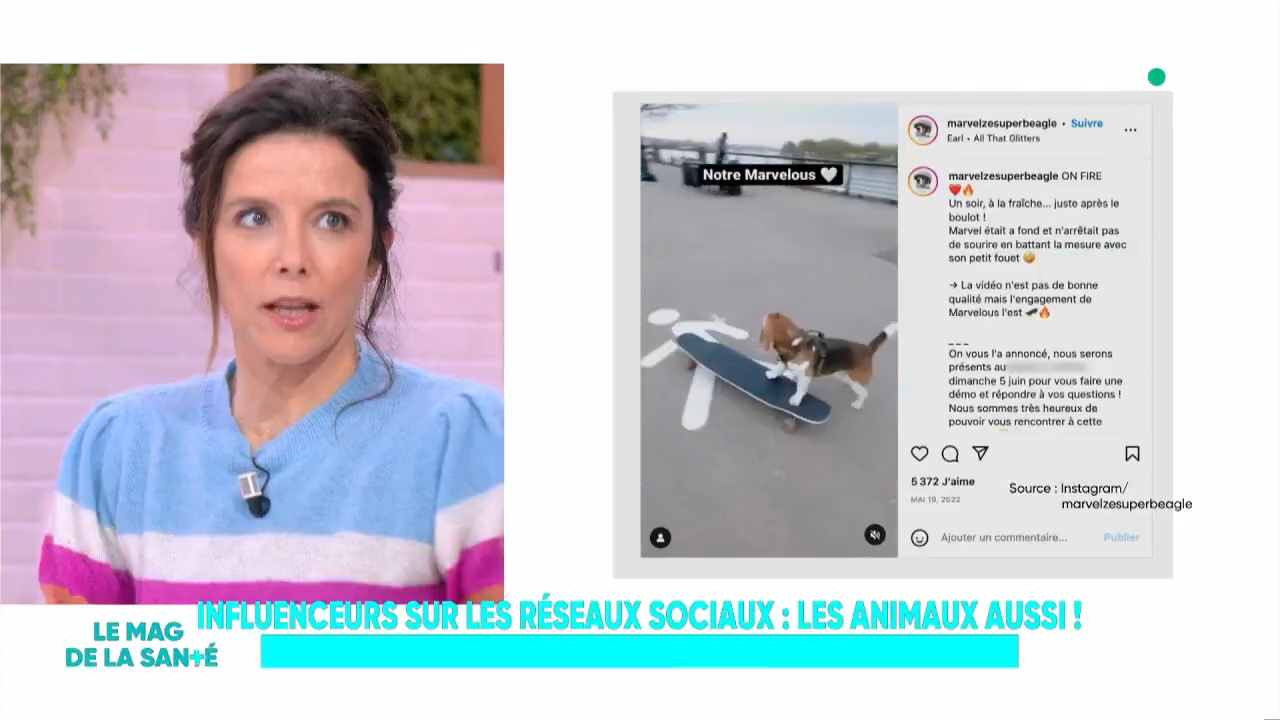 Notre Marvelous 🤍
marvelzesuperbeagle • Suivre
Earl • All That Glitters
marvelzesuperbeagle ON FIRE
❤️🔥
Un soir, à la fraîche... juste après le
boulot !
Marvel était a fond et n'arrêtait pas
de sourire en battant la mesure avec
son petit fouet
→ La vidéo n'est pas de bonne
qualité mais l'engagement de
Marvelous l'est 🛹🔥
_ _ _
On vous l'a annoncé, nous serons
présents au
dimanche 5 juin pour vous faire une
démo et répondre à vos questions !
Nous sommes très heureux de
pouvoir vous rencontrer à cette
5 372 J'aime
MAI 19, 2022
Source : Instagram/
marvelzesuperbeagle
Ajouter un commentaire... Publier
INFLUENCEURS SUR LES RÉSEAUX SOCIAUX : LES ANIMAUX AUSSI !
LE MAG
DE LA SANTÉ